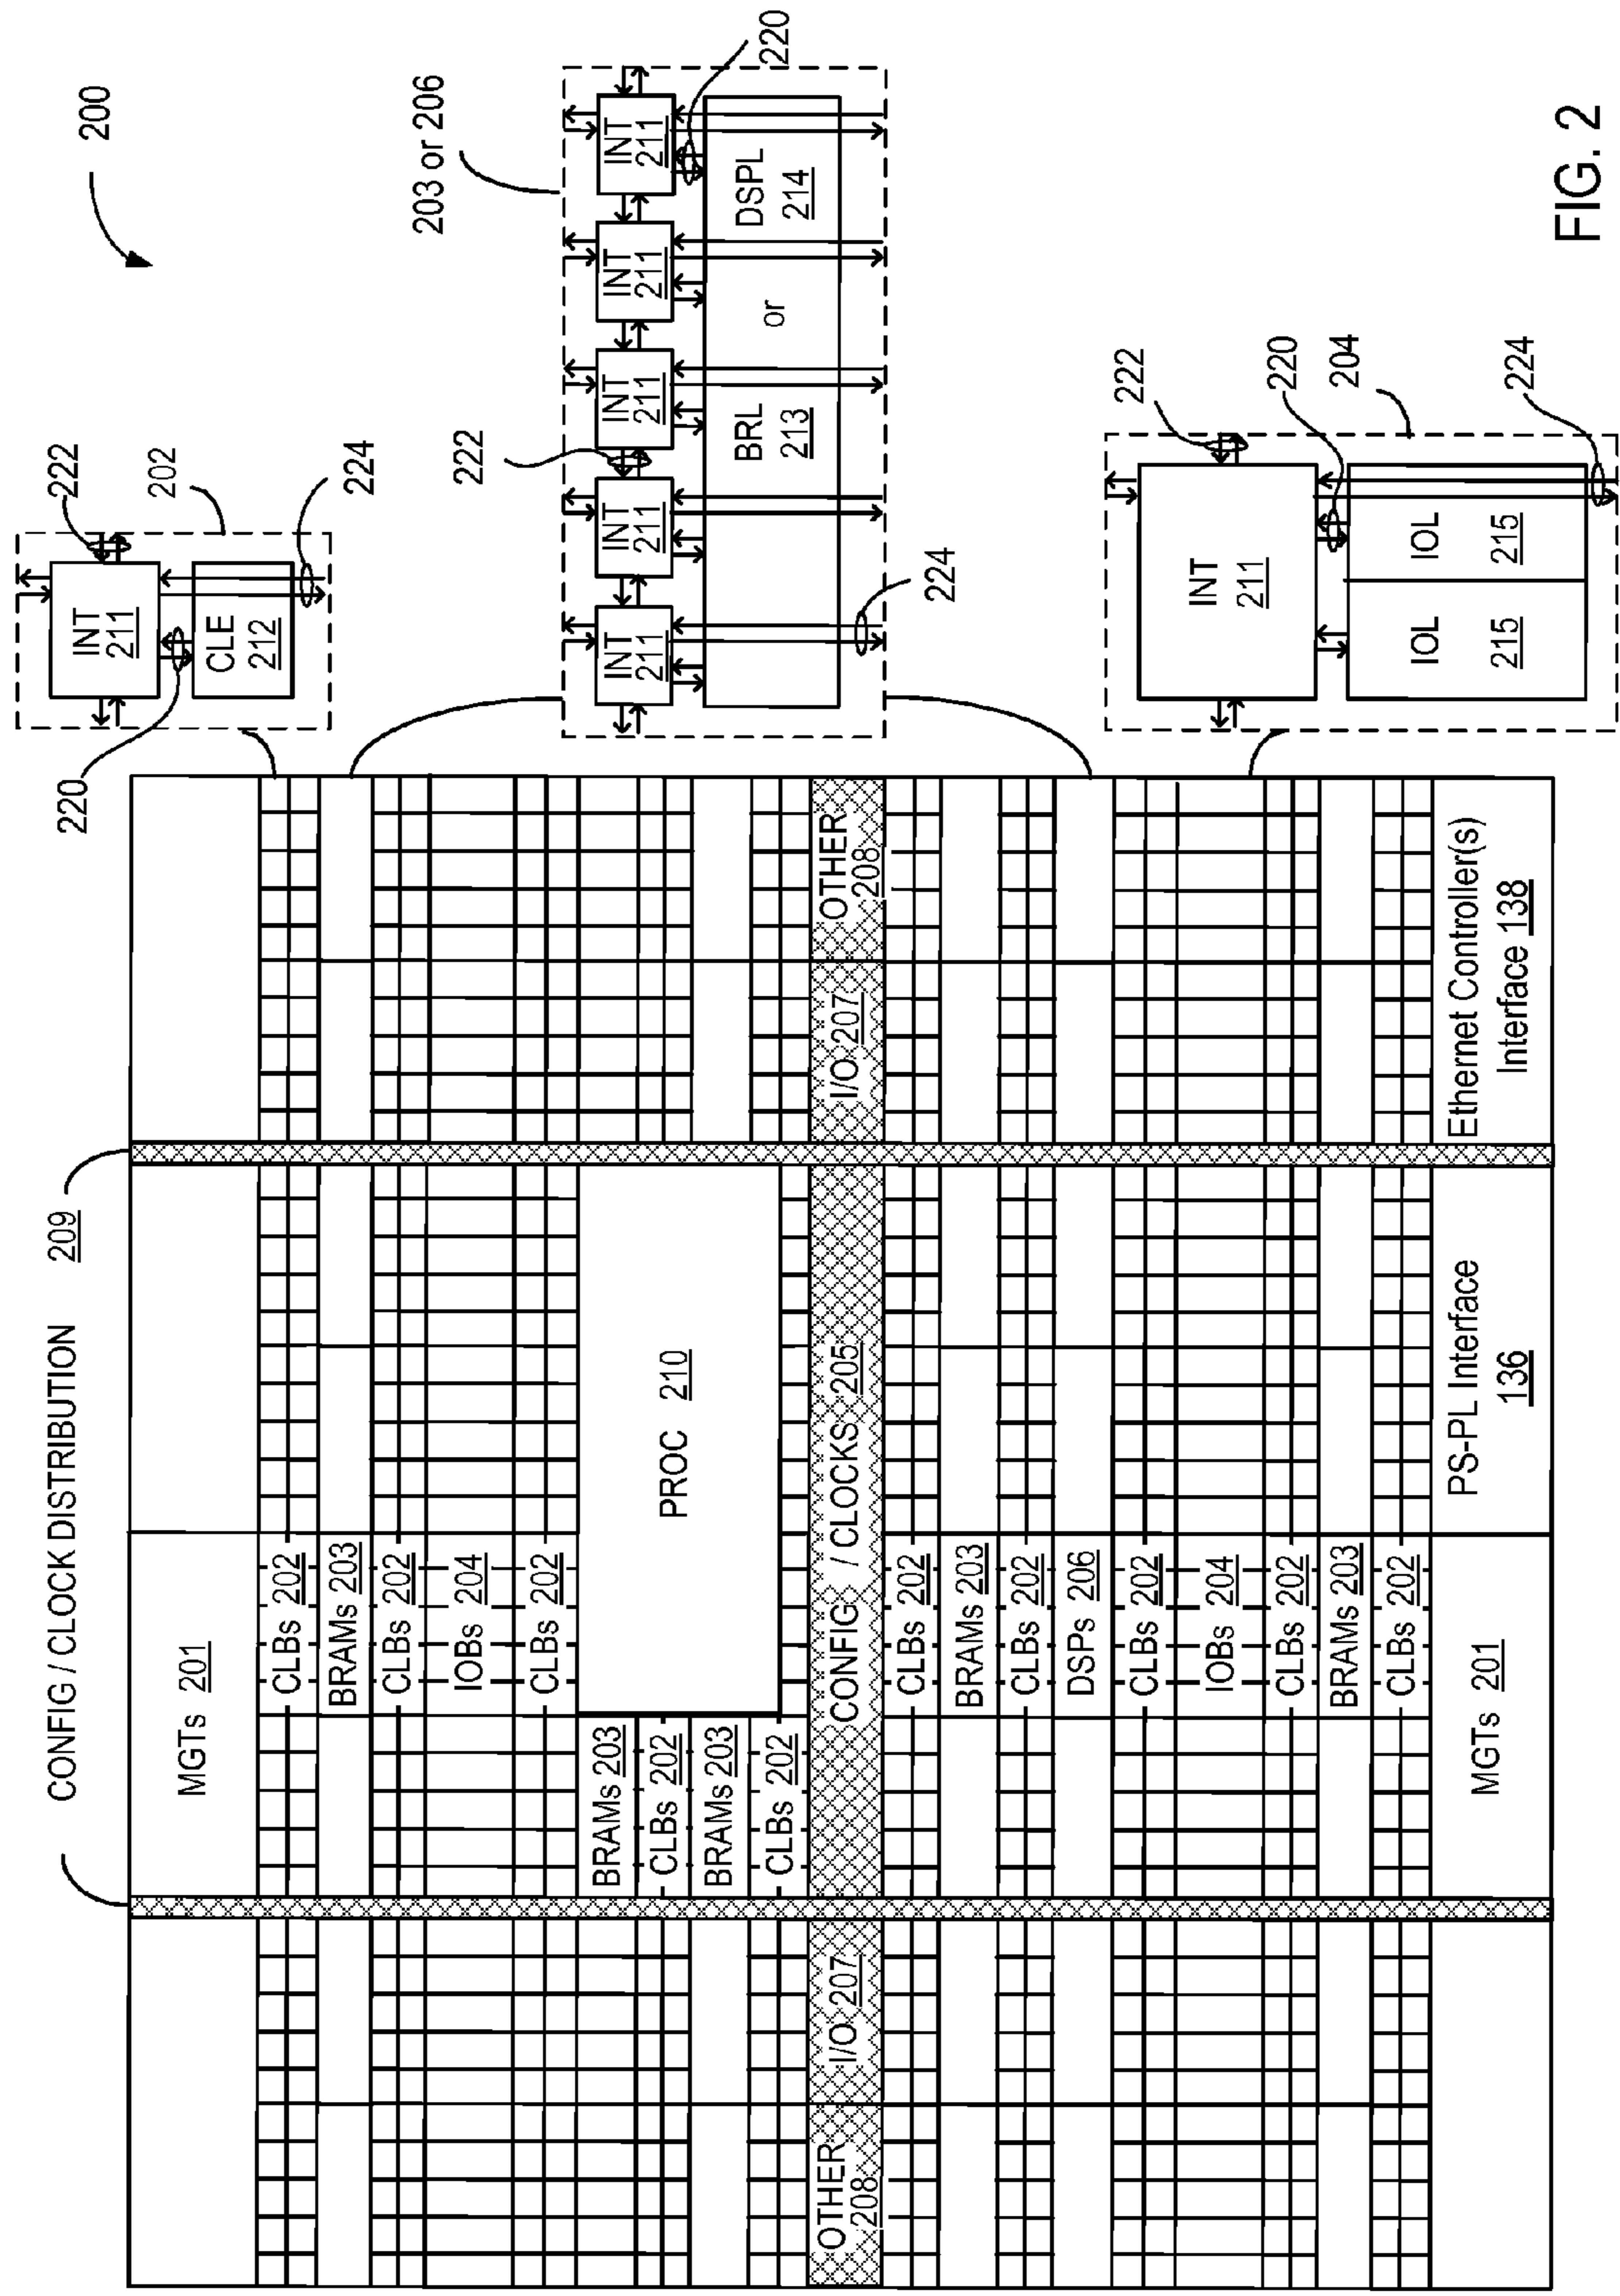 FIG. 2
200
CONFIG / CLOCK DISTRIBUTION 209
222
INT
211
CLE
212
220
202
224
203 or 206
INT
211
INT
211
INT
211
INT
211
INT
211
222
220
BRL
213
or
DSPL
214
224
222
INT
211
220
204
IOL
215
IOL
215
224
MGTs 201
CLBs 202
BRAMs 203
CLBs 202
IOBs 204
CLBs 202
BRAMs 203
CLBs 202
BRAMs 203
CLBs 202
PROC 210
OTHER
208
I/O 207
CONFIG / CLOCKS 205
I/O 207
OTHER
208
CLBs 202
BRAMs 203
CLBs 202
DSPs 206
CLBs 202
IOBs 204
CLBs 202
BRAMs 203
CLBs 202
MGTs 201
PS-PL Interface
136
Ethernet Controller(s)
Interface 138